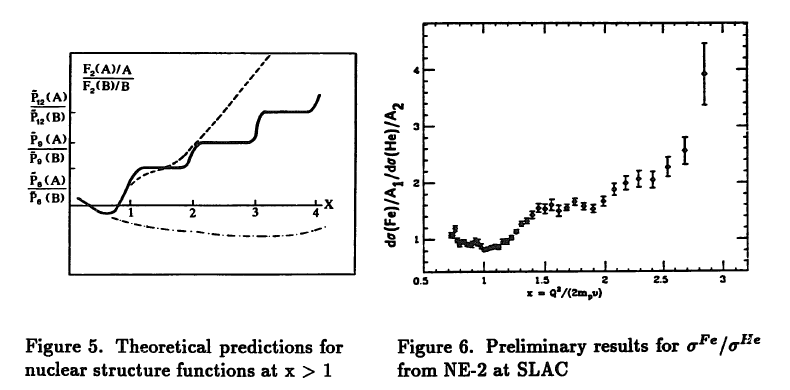 F₂(A)/A
F₂(B)/B
P̃₁₂(A)
P̃₁₂(B)
P̃₉(A)
P̃₉(B)
P̃₆(A)
P̃₆(B)
1 2 3 4 X
dσ(Fe)/A₁/dσ(He)/A₂
4
3
2
1
0.5 1 1.5 2 2.5 3
x = Q²/(2mₚν)
Figure 5. Theoretical predictions for
nuclear structure functions at x > 1
Figure 6. Preliminary results for σ^Fe/σ^He
from NE-2 at SLAC